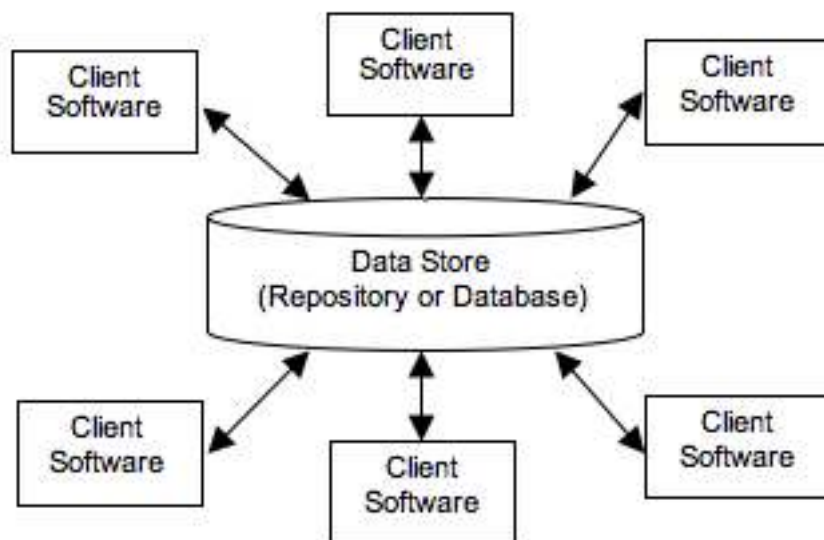 Client
Software
Client
Software
Client
Software
Data Store
(Repository or Database)
Client
Software
Client
Software
Client
Software